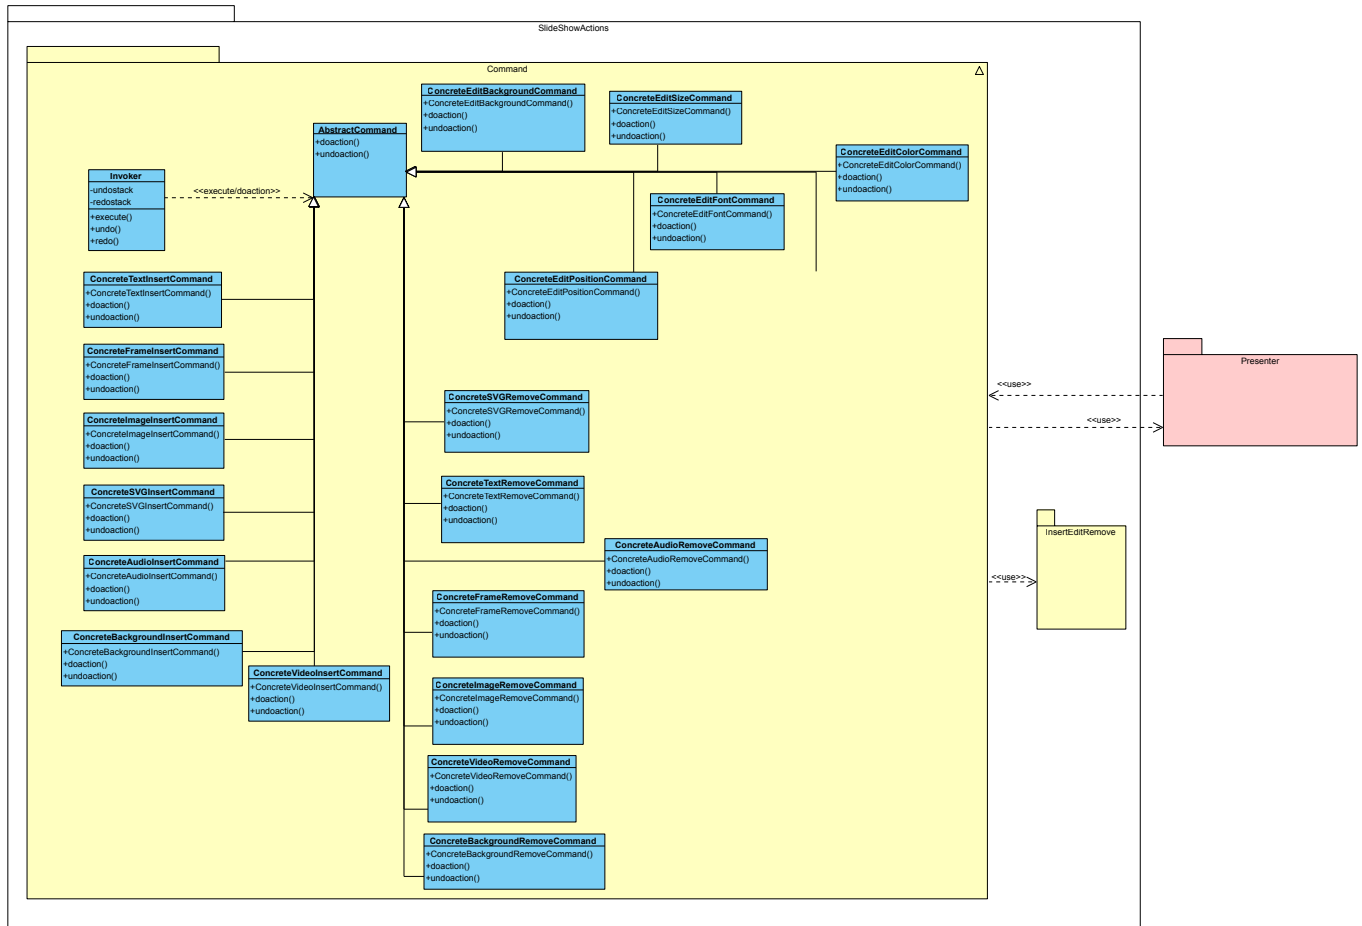 SlideShowActions
Command
ConcreteEditBackgroundCommand
+ConcreteEditBackgroundCommand()
+doaction()
+undoaction()
ConcreteEditSizeCommand
+ConcreteEditSizeCommand()
+doaction()
+undoaction()
AbstractCommand
+doaction()
+undoaction()
ConcreteEditColorCommand
+ConcreteEditColorCommand()
+doaction()
+undoaction()
Invoker
-undostack
-redostack
+execute()
+undo()
+redo()
<<execute/doaction>>
ConcreteEditFontCommand
+ConcreteEditFontCommand()
+doaction()
+undoaction()
ConcreteTextInsertCommand
+ConcreteTextInsertCommand()
+doaction()
+undoaction()
ConcreteEditPositionCommand
+ConcreteEditPositionCommand()
+doaction()
+undoaction()
ConcreteFrameInsertCommand
+ConcreteFrameInsertCommand()
+doaction()
+undoaction()
Presenter
<<use>>
<<use>>
ConcreteSVGRemoveCommand
+ConcreteSVGRemoveCommand()
+doaction()
+undoaction()
ConcreteImageInsertCommand
+ConcreteImageInsertCommand()
+doaction()
+undoaction()
ConcreteTextRemoveCommand
+ConcreteTextRemoveCommand()
+doaction()
+undoaction()
ConcreteSVGInsertCommand
+ConcreteSVGInsertCommand()
+doaction()
+undoaction()
InsertEditRemove
<<use>>
ConcreteAudioRemoveCommand
+ConcreteAudioRemoveCommand()
+doaction()
+undoaction()
ConcreteAudioInsertCommand
+ConcreteAudioInsertCommand()
+doaction()
+undoaction()
ConcreteFrameRemoveCommand
+ConcreteFrameRemoveCommand()
+doaction()
+undoaction()
ConcreteBackgroundInsertCommand
+ConcreteBackgroundInsertCommand()
+doaction()
+undoaction()
ConcreteVideoInsertCommand
+ConcreteVideoInsertCommand()
+doaction()
+undoaction()
ConcreteImageRemoveCommand
+ConcreteImageRemoveCommand()
+doaction()
+undoaction()
ConcreteVideoRemoveCommand
+ConcreteVideoRemoveCommand()
+doaction()
+undoaction()
ConcreteBackgroundRemoveCommand
+ConcreteBackgroundRemoveCommand()
+doaction()
+undoaction()